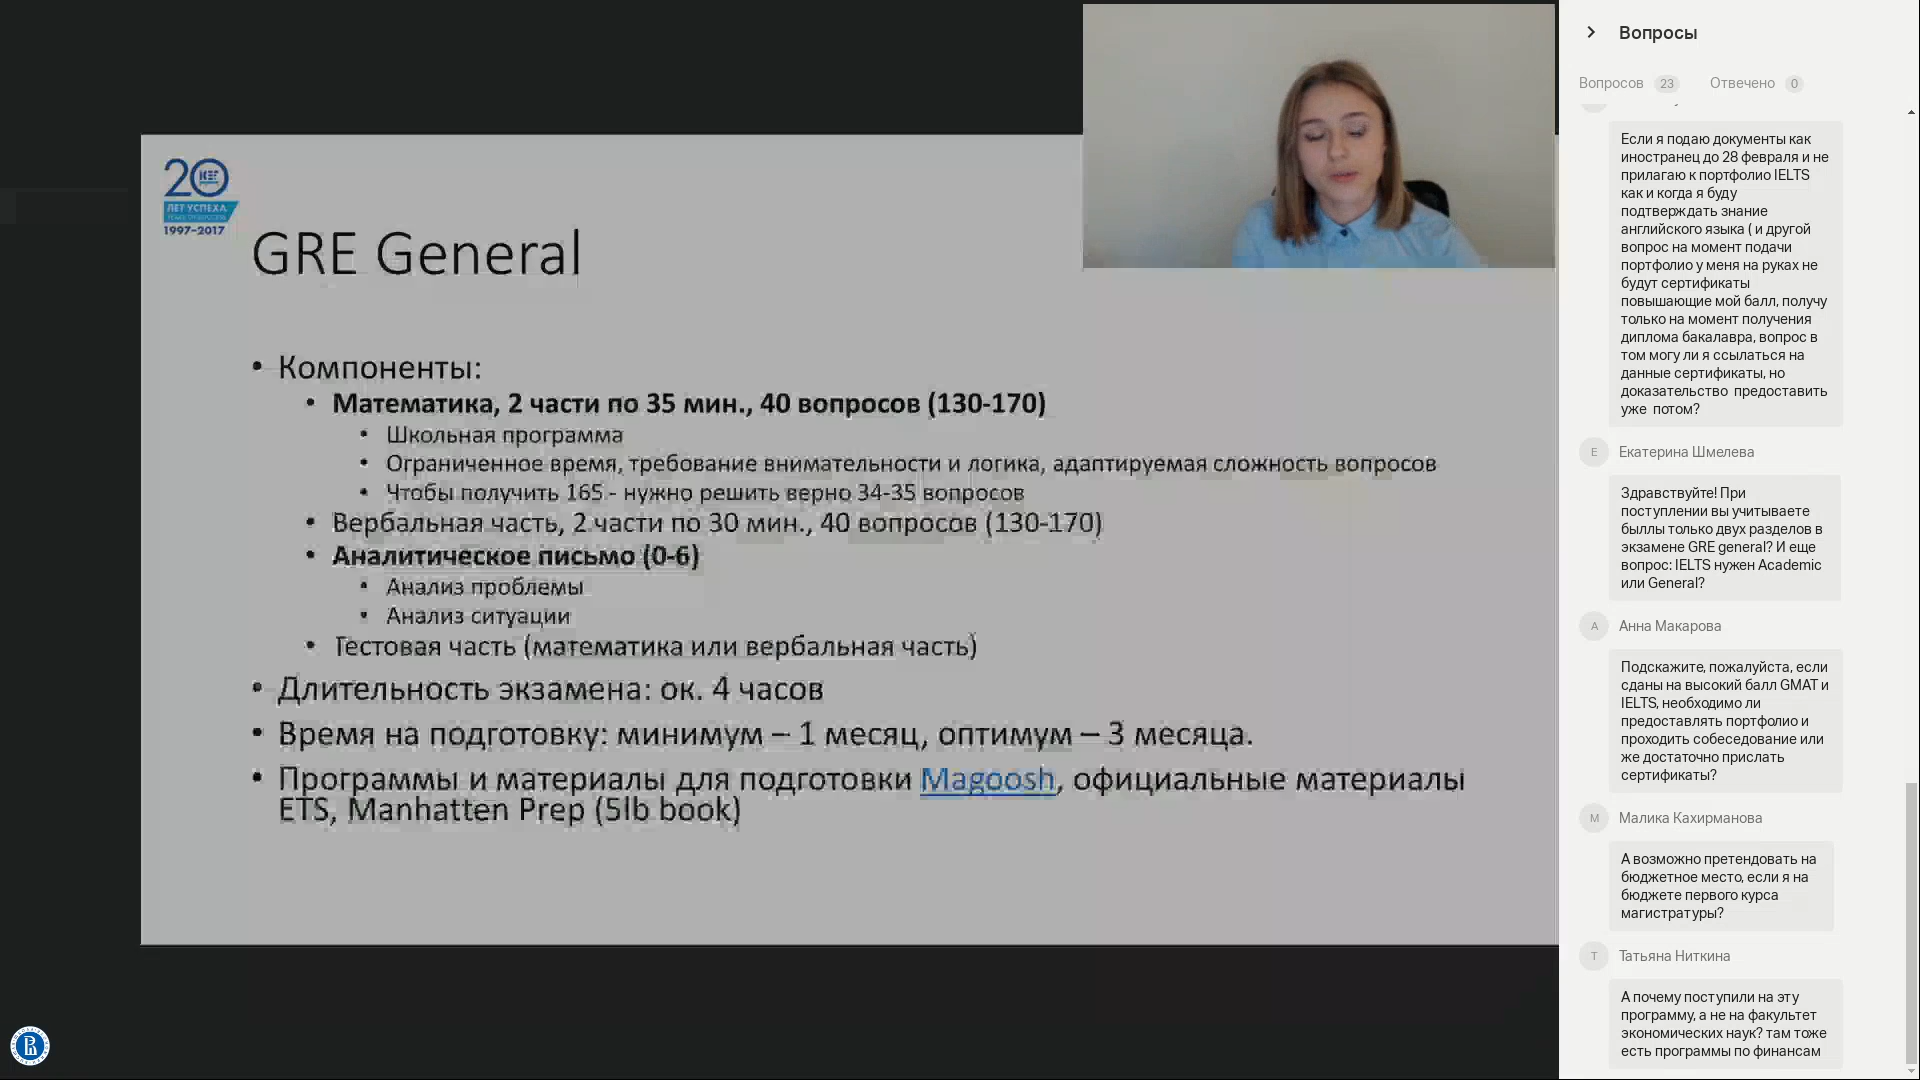 20
ЛЕТ УСПЕХА
1997-2017
GRE General
• Компоненты:
• Математика, 2 части по 35 мин., 40 вопросов (130-170)
• Школьная программа
• Ограниченное время, требование внимательности и логика, адаптируемая сложность вопросов
• Чтобы получить 165 - нужно решить верно 34-35 вопросов
• Вербальная часть, 2 части по 30 мин., 40 вопросов (130-170)
• Аналитическое письмо (0-6)
• Анализ проблемы
• Анализ ситуации
• Тестовая часть (математика или вербальная часть)
• Длительность экзамена: ок. 4 часов
• Время на подготовку: минимум – 1 месяц, оптимум – 3 месяца.
• Программы и материалы для подготовки Magoosh, официальные материалы
ETS, Manhatten Prep (5lb book)
Вопросы
Вопросов 23 Отвечено 0
Если я подаю документы как
иностранец до 28 февраля и не
прилагаю к портфолио IELTS
как и когда я буду
подтверждать знание
английского языка ( и другой
вопрос на момент подачи
портфолио у меня на руках не
будут сертификаты
повышающие мой балл, получу
только на момент получения
диплома бакалавра, вопрос в
том могу ли я ссылаться на
данные сертификаты, но
доказательство предоставить
уже потом?
Е Екатерина Шмелева
Здравствуйте! При
поступлении вы учитываете
быллы только двух разделов в
экзамене GRE general? И еще
вопрос: IELTS нужен Academic
или General?
А Анна Макарова
Подскажите, пожалуйста, если
сданы на высокий балл GMAT и
IELTS, необходимо ли
предоставлять портфолио и
проходить собеседование или
же достаточно прислать
сертификаты?
М Малика Кахирманова
А возможно претендовать на
бюджетное место, если я на
бюджете первого курса
магистратуры?
Т Татьяна Ниткина
А почему поступили на эту
программу, а не на факультет
экономических наук? там тоже
есть программы по финансам